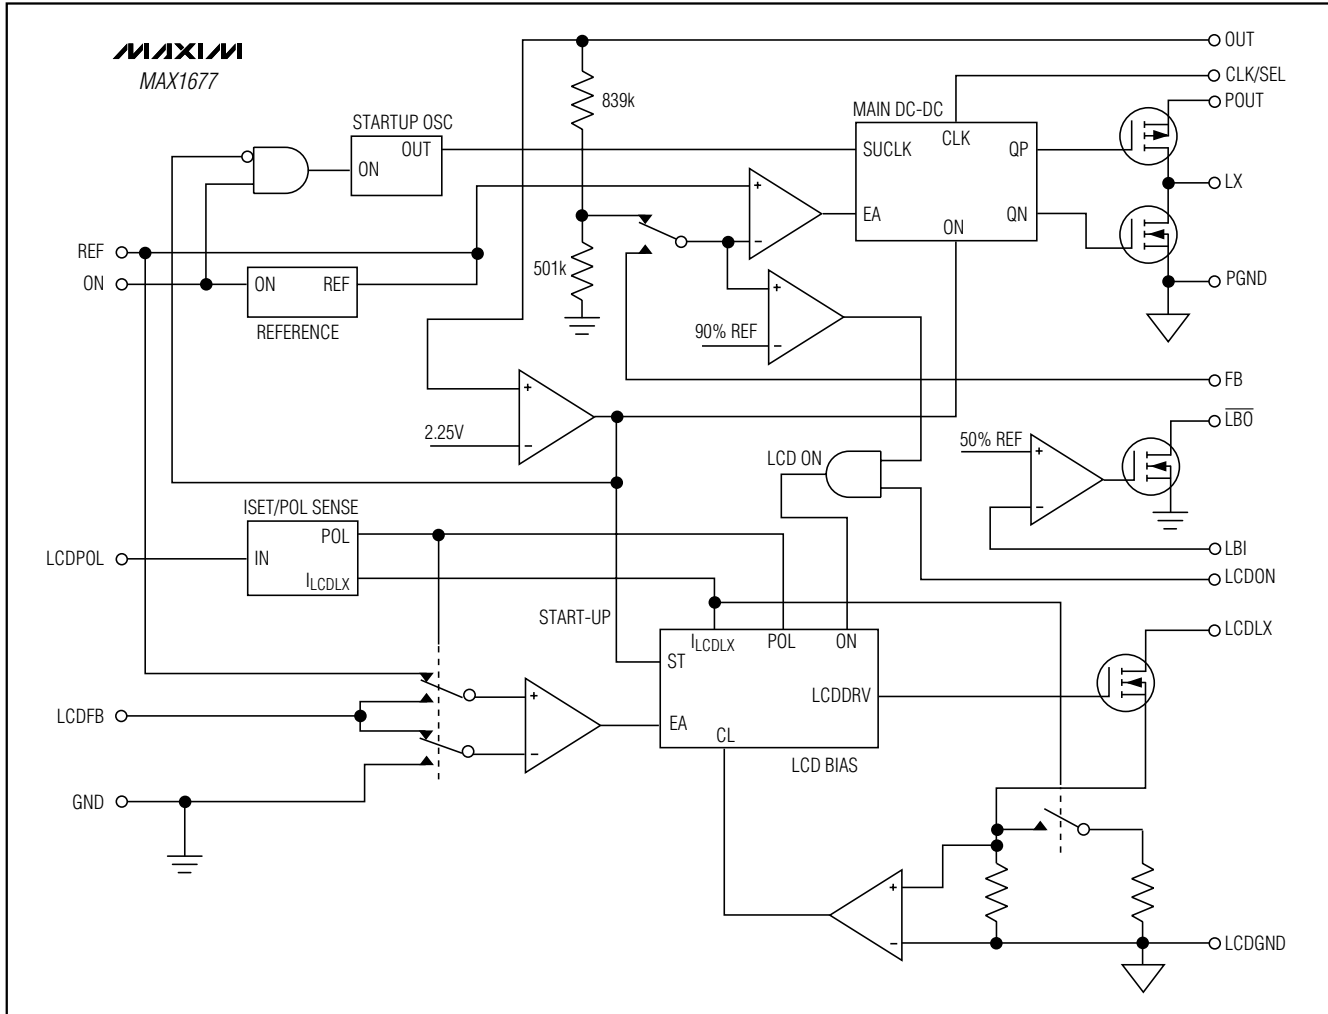 MAXIM
MAX1677
OUT
CLK/SEL
POUT
839k
MAIN DC-DC
STARTUP OSC
OUT
ON
SUCLK
CLK
QP
LX
+
EA
QN
ON
−
REF
ON
ON
REF
501k
REFERENCE
PGND
+
90% REF
−
FB
+
2.25V
−
LBO
50% REF
+
LCD ON
−
ISET/POL SENSE
POL
LCDPOL
IN
ILCDLX
LBI
LCDON
START-UP
ILCDLX
POL
ON
LCDLX
ST
+
LCDDRV
LCDFB
EA
CL
−
LCD BIAS
GND
+
−
LCDGND